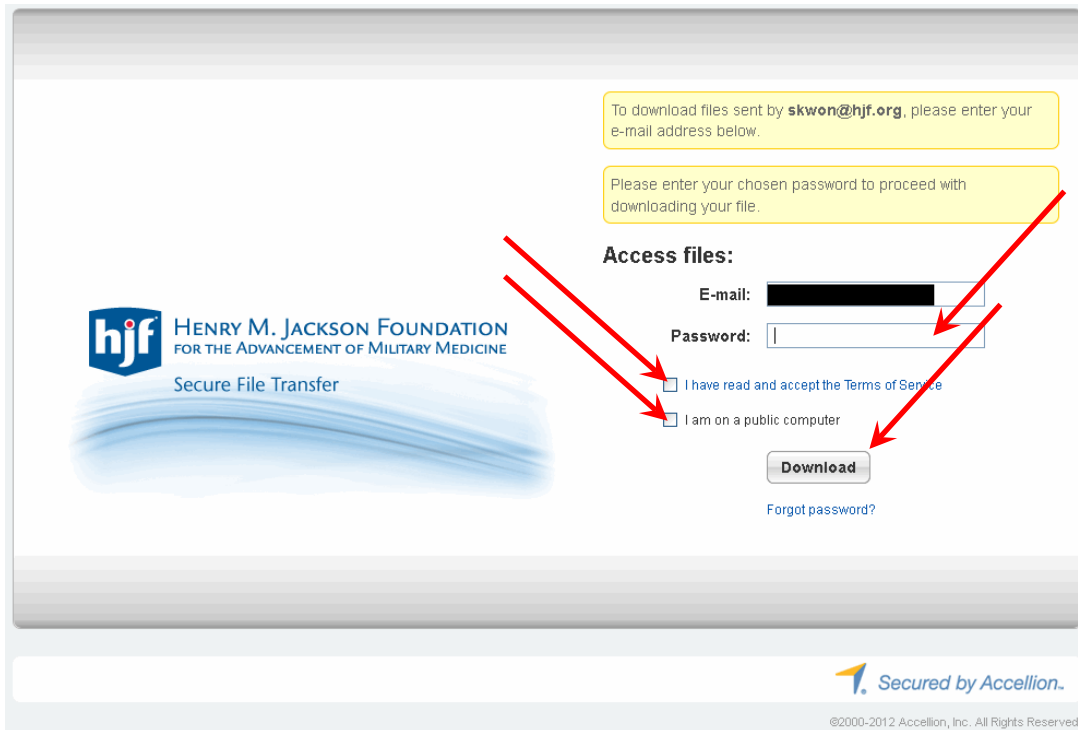 To download files sent by skwon@hjf.org, please enter your
e-mail address below.
Please enter your chosen password to proceed with
downloading your file.
Access files:
E-mail:
Password:
I have read and accept the Terms of Service
I am on a public computer
Download
Forgot password?
hjf
HENRY M. JACKSON FOUNDATION
FOR THE ADVANCEMENT OF MILITARY MEDICINE
Secure File Transfer
Secured by Accellion™
©2000-2012 Accellion, Inc. All Rights Reserved